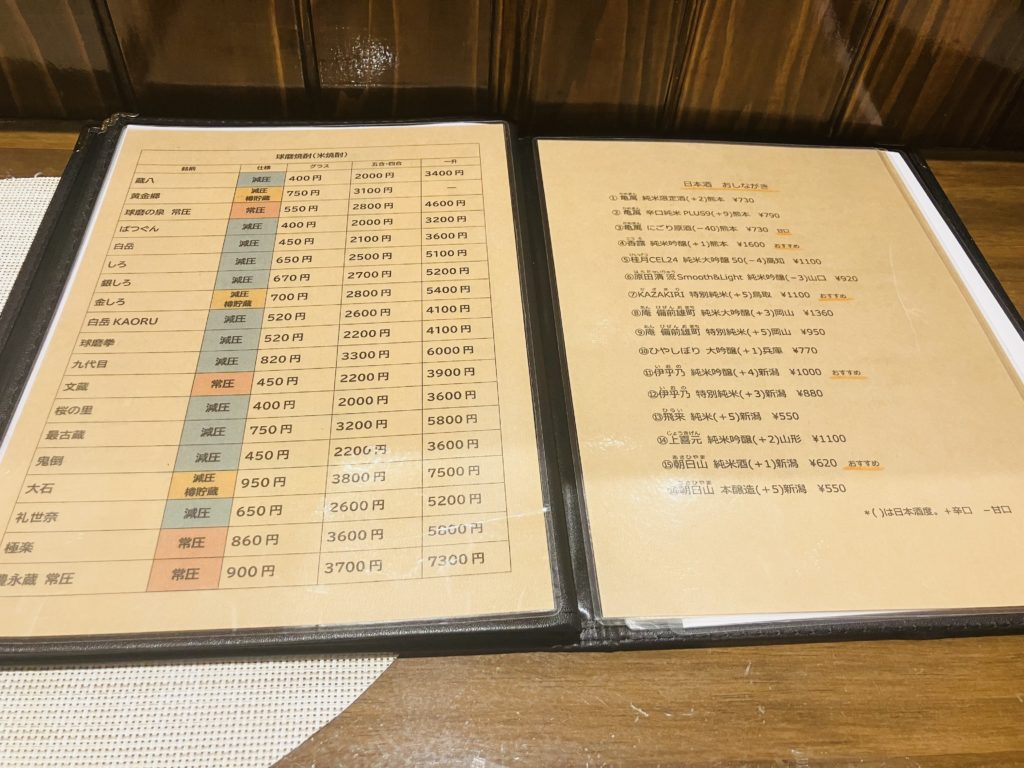 球磨焼酎(米焼酎)
銘柄 仕様 グラス 五合・四合 一升
蔵八 減圧 400円 2000円 3400円
黄金郷 減圧 樽貯蔵 750円 3100円 —
球磨の泉 常圧 常圧 550円 2800円 4600円
ばつぐん 減圧 400円 2000円 3200円
白岳 減圧 450円 2100円 3600円
しろ 減圧 650円 2500円 5100円
銀しろ 減圧 670円 2700円 5200円
金しろ 減圧 樽貯蔵 700円 2800円 5400円
白岳 KAORU 減圧 520円 2600円 4100円
球磨拳 減圧 520円 2200円 4100円
九代目 減圧 820円 3300円 6000円
文蔵 常圧 450円 2200円 3900円
桜の里 減圧 400円 2000円 3600円
最古蔵 減圧 750円 3200円 5800円
鬼倒 減圧 450円 2200円 3600円
大石 減圧 樽貯蔵 950円 3800円 7500円
礼世奈 減圧 650円 2600円 5200円
極楽 常圧 860円 3600円 5800円
豊永蔵 常圧 常圧 900円 3700円 7300円
日本酒 おしながき
①亀萬 純米限定酒(+2)熊本 ¥730
②亀萬 辛口純米 PLUS9(+9)熊本 ¥790
③亀萬 にごり原酒(-40)熊本 ¥730 甘口
④香露 純米吟醸(+1)熊本 ¥1600 おすすめ
⑤桂月CEL24 純米大吟醸 50(-4)高知 ¥1100
⑥原田清流Smooth&Light 純米吟醸(-3)山口 ¥920
⑦KAZAKIRI 特別純米(+5)鳥取 ¥1100 おすすめ
⑧庵 備前雄町 純米大吟醸(+3)岡山 ¥1360
⑨庵 備前雄町 特別純米(+5)岡山 ¥950
⑩ひやしぼり 大吟醸(+1)兵庫 ¥770
⑪伊乎乃 純米吟醸(+4)新潟 ¥1000 おすすめ
⑫伊乎乃 特別純米(+3)新潟 ¥880
⑬飛来 純米(+5)新潟 ¥550
⑭上喜元 純米吟醸(+2)山形 ¥1100
⑮朝日山 純米酒(+1)新潟 ¥620 おすすめ
⑯朝日山 本醸造(+5)新潟 ¥550
*( )は日本酒度。+辛口 -甘口